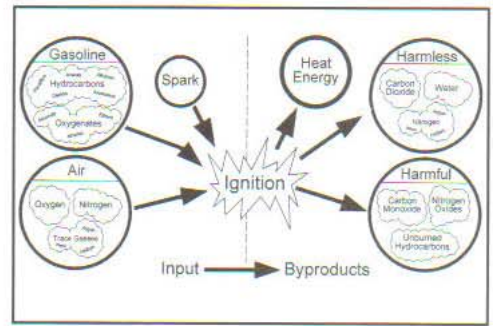 Gasoline
Hydrocarbons
Oxygenates
Spark
Heat
Energy
Harmless
Carbon
Dioxide
Water
Nitrogen
Air
Oxygen
Nitrogen
Trace Gasses
Ignition
Harmful
Carbon
Monoxide
Nitrogen
Oxides
Unburned
Hydrocarbons
Input
Byproducts